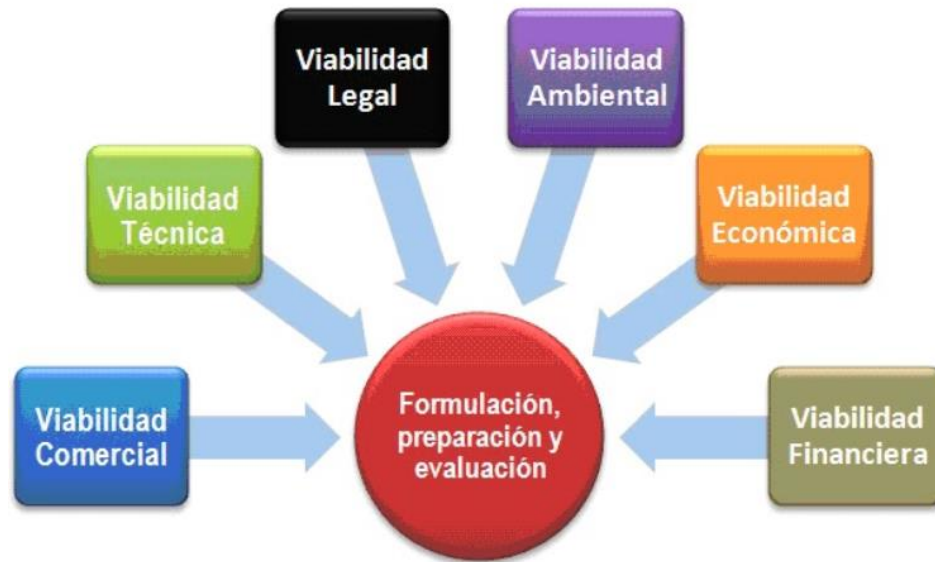 Viabilidad
Legal
Viabilidad
Ambiental
Viabilidad
Técnica
Viabilidad
Económica
Viabilidad
Comercial
Formulación,
preparación y
evaluación
Viabilidad
Financiera